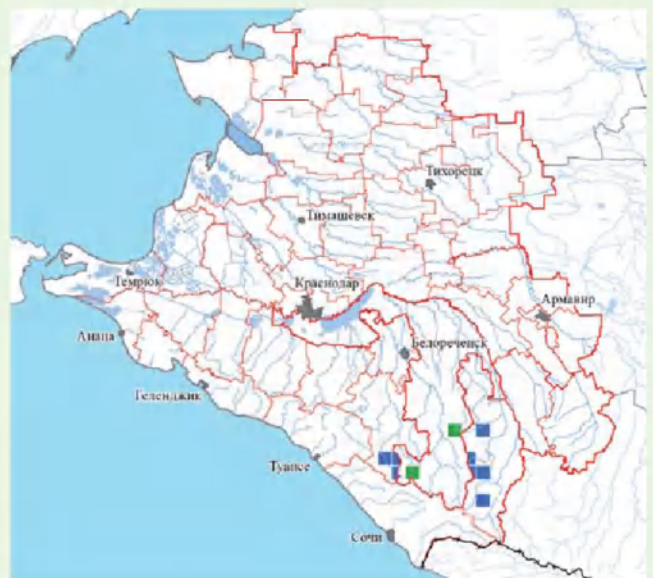 Тихорецк
Тимашевск
Темрюк
Краснодар
Армавир
Анапа
Белореченск
Геленджик
Туапсе
Сочи